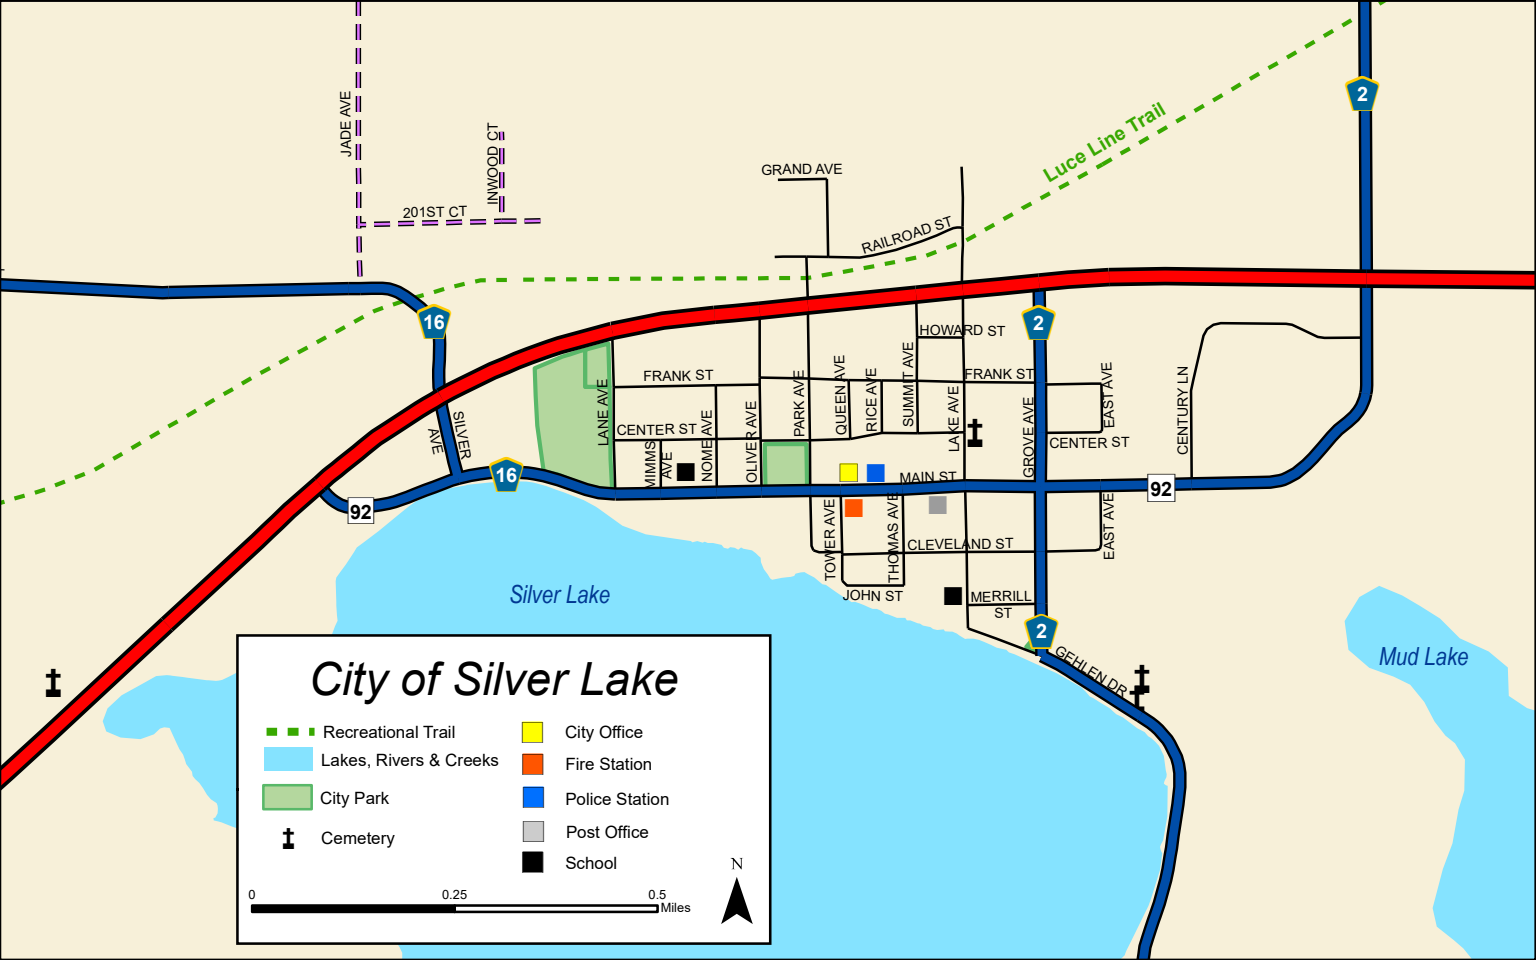 2
JADE AVE
INWOOD CT
Luce Line Trail
GRAND AVE
201ST CT
RAILROAD ST
16
2
HOWARD ST
FRANK ST
FRANK ST
LANE AVE
PARK AVE
QUEEN AVE
RICE AVE
SUMMIT AVE
LAKE AVE
GROVE AVE
EAST AVE
CENTURY LN
SILVER
AVE
CENTER ST
CENTER ST
MIMMS
AVE
NOME AVE
OLIVER AVE
16
MAIN ST
92
92
TOWER AVE
THOMAS AVE
CLEVELAND ST
EAST AVE
Silver Lake
JOHN ST
MERRILL
ST
2
GEHLEN DR
Mud Lake
City of Silver Lake
Recreational Trail
Lakes, Rivers & Creeks
City Park
Cemetery
City Office
Fire Station
Police Station
Post Office
School
N
0
0.25
0.5
Miles